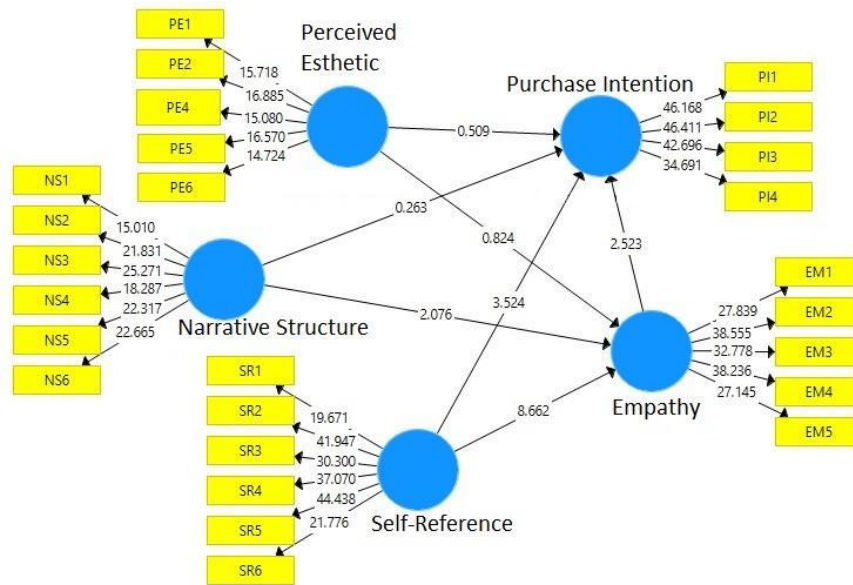 PE1
PE2
PE4
PE5
PE6
15.718
16.885
15.080
16.570
14.724
Perceived
Esthetic
Purchase Intention
46.168
46.411
42.696
34.691
PI1
PI2
PI3
PI4
0.509
0.263
0.824
2.523
3.524
2.076
8.662
NS1
NS2
NS3
NS4
NS5
NS6
15.010
21.831
25.271
18.287
22.317
22.665
Narrative Structure
EM1
EM2
EM3
EM4
EM5
27.839
38.555
32.778
38.236
27.145
Empathy
SR1
SR2
SR3
SR4
SR5
SR6
19.671
41.947
30.300
37.070
44.438
21.776
Self-Reference